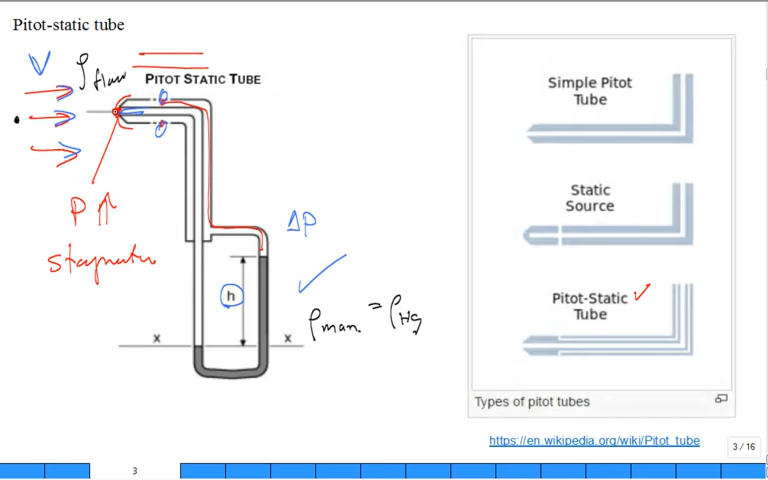 Pitot-static tube
V
ρ flow
PITOT STATIC TUBE
P ↑
ΔP
h
x
x
ρman = ρHg
Simple Pitot
Tube
Static
Source
Pitot-Static
Tube
Types of pitot tubes
https://en.wikipedia.org/wiki/Pitot_tube
3 / 16
3